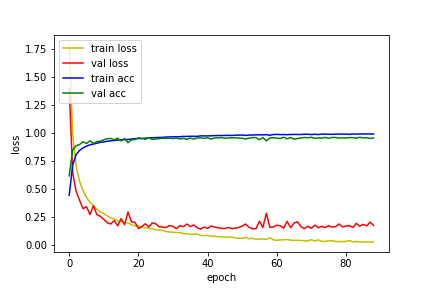 1.75
1.50
1.25
1.00
0.75
0.50
0.25
0.00
loss
train loss
val loss
train acc
val acc
0 20 40 60 80
epoch